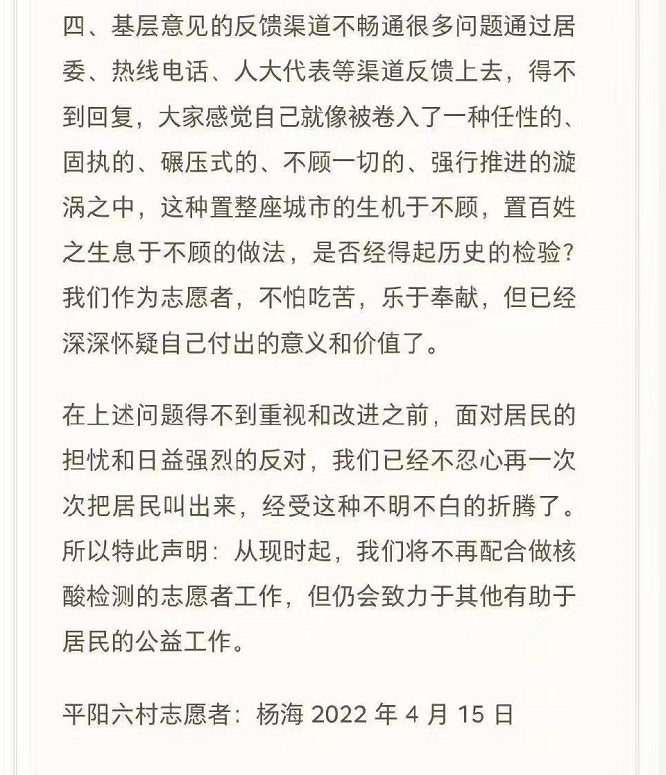 四、基层意见的反馈渠道不畅通很多问题通过居
委、热线电话、人大代表等渠道反馈上去，得不
到回复，大家感觉自己就像被卷入了一种任性的、
固执的、碾压式的、不顾一切的、强行推进的漩
涡之中，这种置整座城市的生机于不顾，置百姓
之生息于不顾的做法，是否经得起历史的检验？
我们作为志愿者，不怕吃苦，乐于奉献，但已经
深深怀疑自己付出的意义和价值了。
在上述问题得不到重视和改进之前，面对居民的
担忧和日益强烈的反对，我们已经不忍心再一次
次把居民叫出来，经受这种不明不白的折腾了。
所以特此声明：从现时起，我们将不再配合做核
酸检测的志愿者工作，但仍会致力于其他有助于
居民的公益工作。
平阳六村志愿者：杨海 2022 年 4 月 15 日